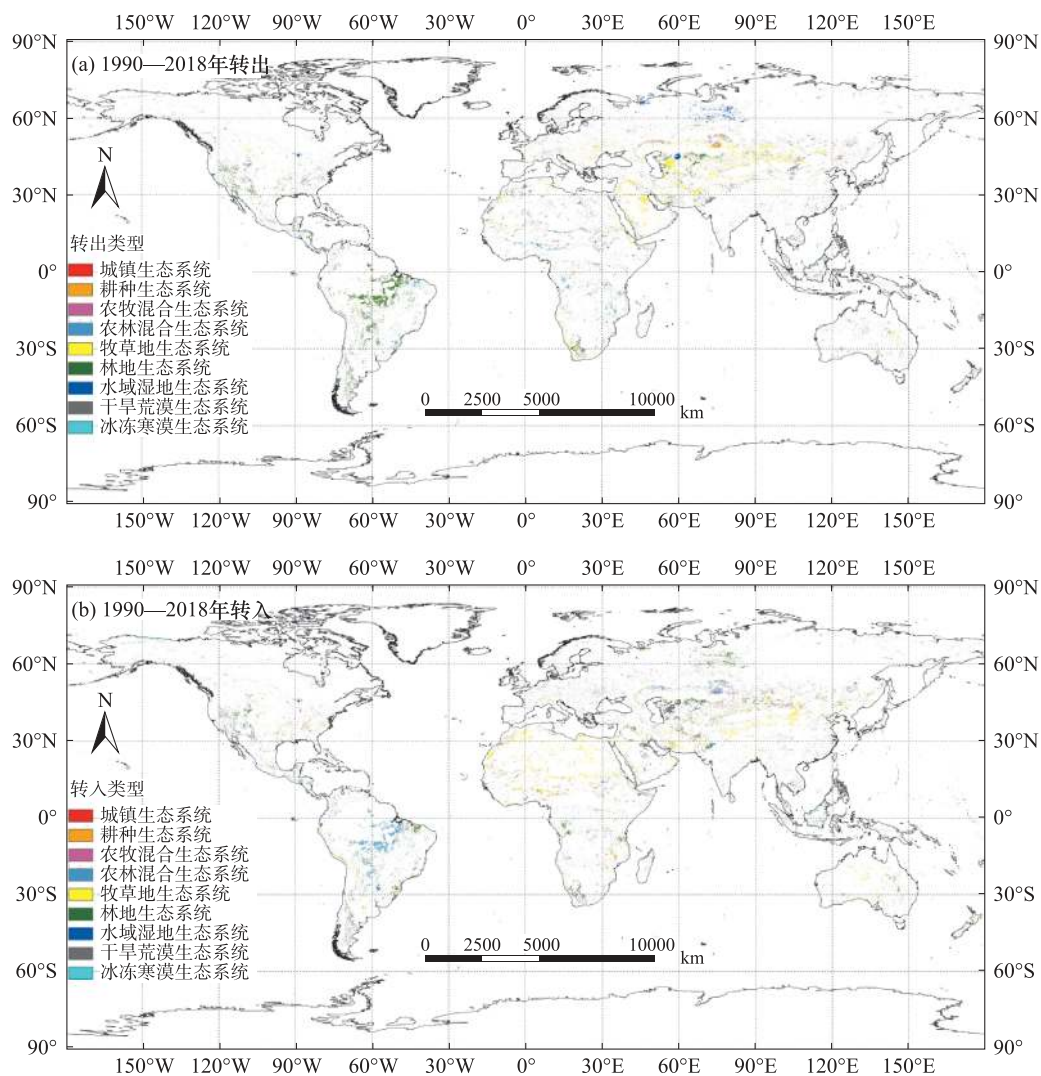 150°W 120°W 90°W 60°W 30°W 0° 30°E 60°E 90°E 120°E 150°E
90°N 90°N
(a) 1990—2018年转出
60°N 60°N
N
30°N 30°N
转出类型
0° 0°
城镇生态系统
耕种生态系统
农牧混合生态系统
农林混合生态系统
30°S 30°S
牧草地生态系统
林地生态系统
水域湿地生态系统
干旱荒漠生态系统
冰冻寒漠生态系统
0 2500 5000 10000
km
60°S 60°S
90° 90°
150°W 120°W 90°W 60°W 30°W 0° 30°E 60°E 90°E 120°E 150°E
150°W 120°W 90°W 60°W 30°W 0° 30°E 60°E 90°E 120°E 150°E
90°N 90°N
(b) 1990—2018年转入
60°N 60°N
N
30°N 30°N
转入类型
0° 0°
城镇生态系统
耕种生态系统
农牧混合生态系统
农林混合生态系统
30°S 30°S
牧草地生态系统
林地生态系统
水域湿地生态系统
干旱荒漠生态系统
冰冻寒漠生态系统
0 2500 5000 10000
km
60°S 60°S
90° 90°
150°W 120°W 90°W 60°W 30°W 0° 30°E 60°E 90°E 120°E 150°E